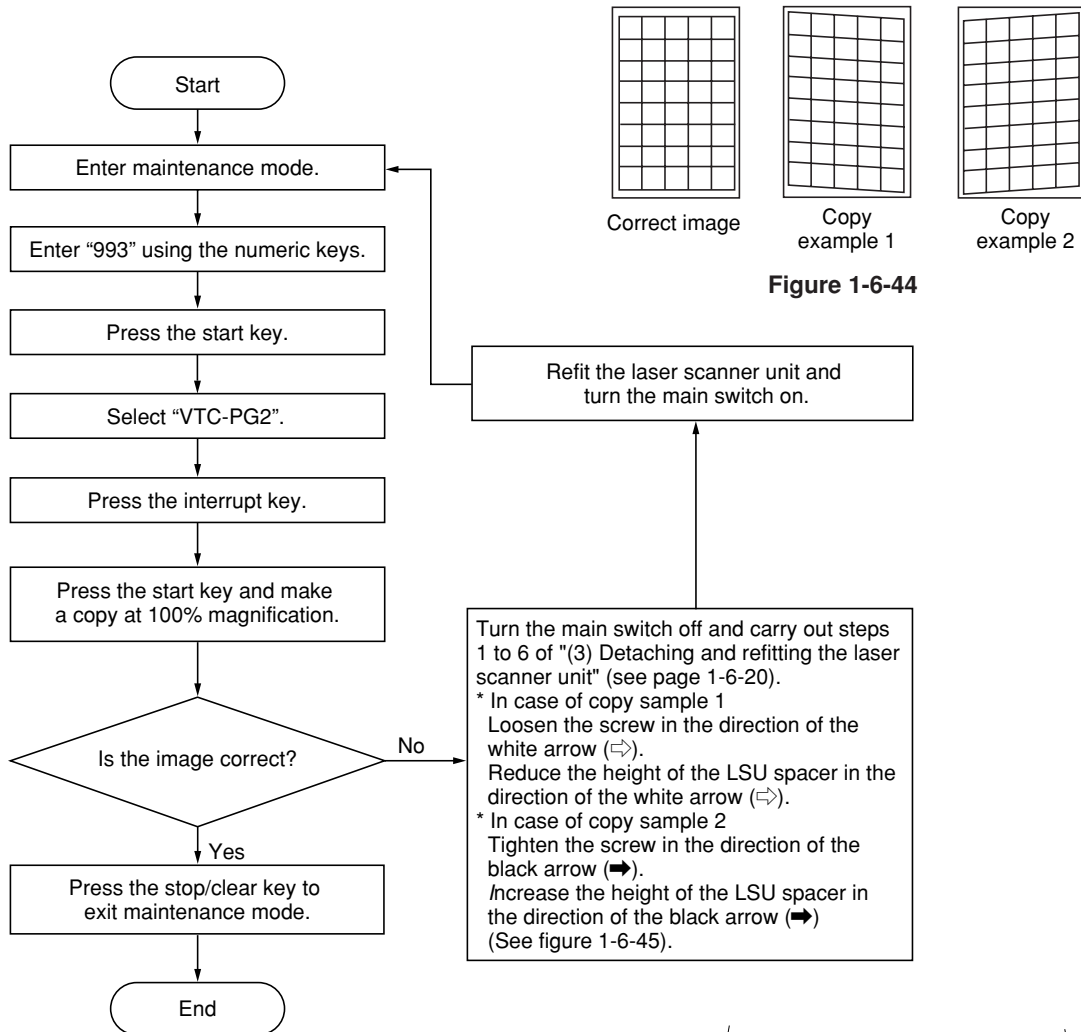 Start
Enter maintenance mode.
Enter “993” using the numeric keys.
Press the start key.
Select “VTC-PG2”.
Press the interrupt key.
Press the start key and make
a copy at 100% magnification.
Is the image correct?
No
Yes
Press the stop/clear key to
exit maintenance mode.
End
Correct image
Copy
example 1
Copy
example 2
Figure 1-6-44
Refit the laser scanner unit and
turn the main switch on.
Turn the main switch off and carry out steps
1 to 6 of "(3) Detaching and refitting the laser
scanner unit" (see page 1-6-20).
* In case of copy sample 1
Loosen the screw in the direction of the
white arrow (⇨).
Reduce the height of the LSU spacer in the
direction of the white arrow (⇨).
* In case of copy sample 2
Tighten the screw in the direction of the
black arrow (➡).
Increase the height of the LSU spacer in
the direction of the black arrow (➡)
(See figure 1-6-45).